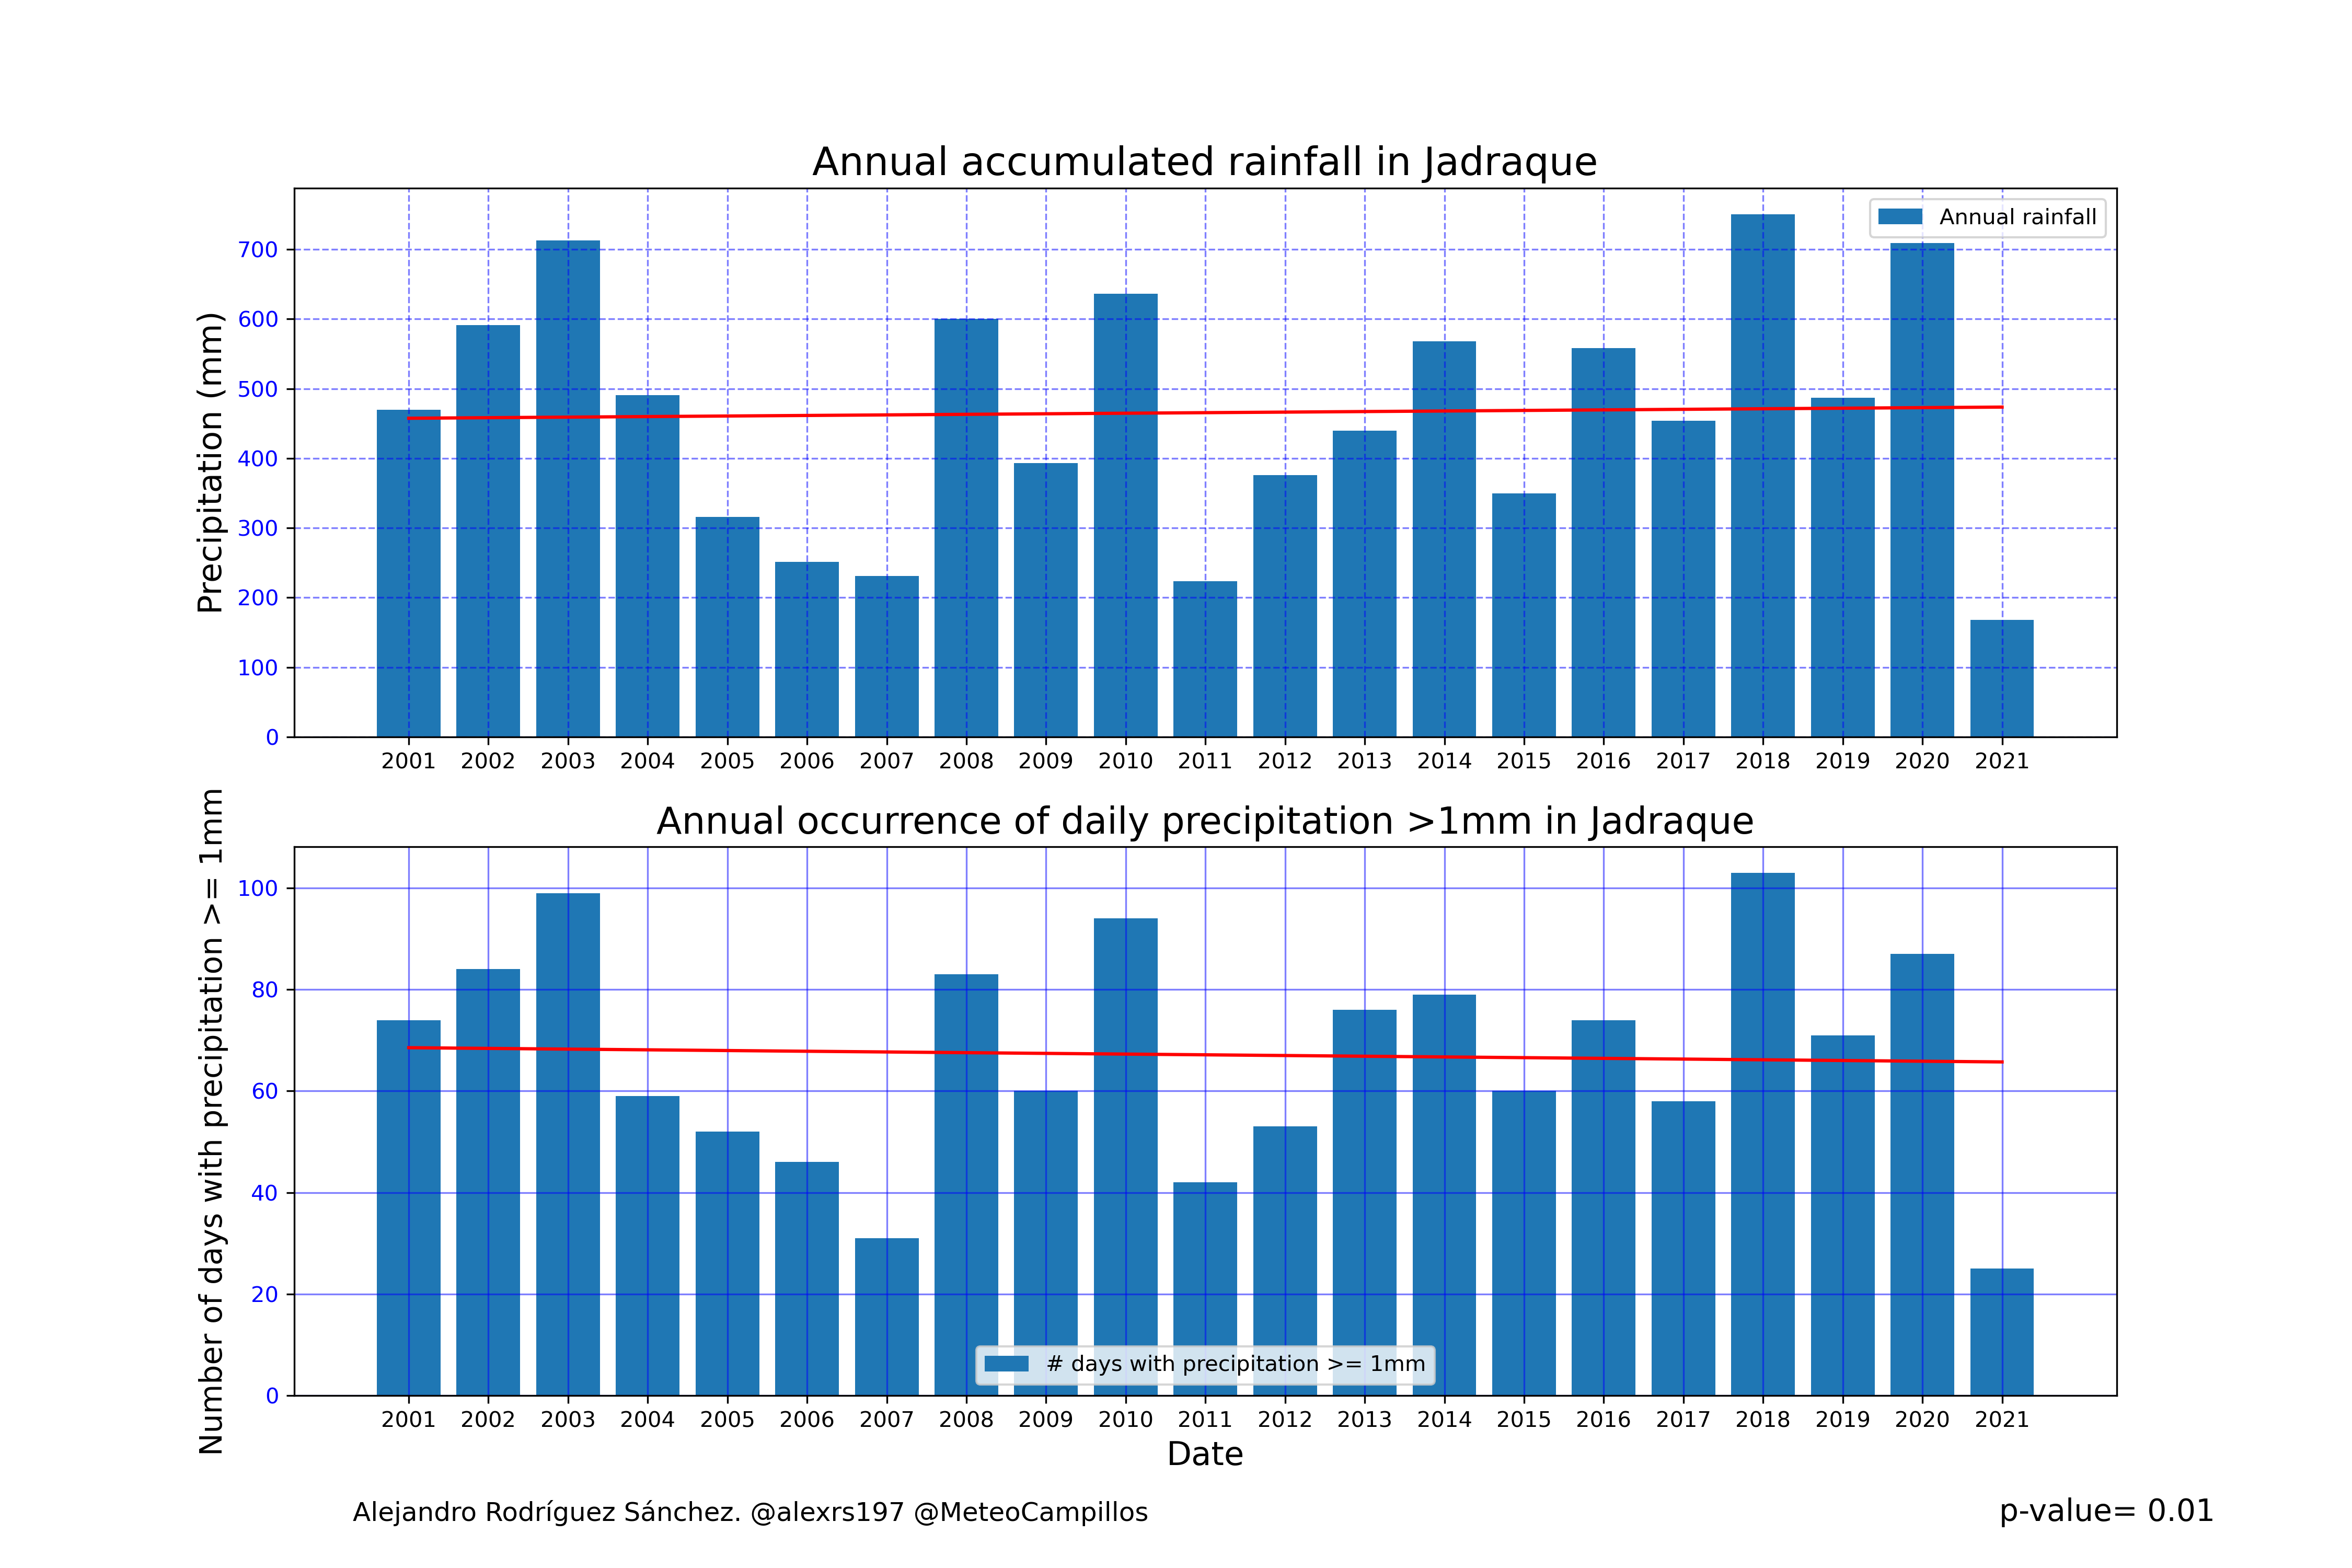 Annual accumulated rainfall in Jadraque
Precipitation (mm)
700
600
500
400
300
200
100
0
Annual rainfall
2001 2002 2003 2004 2005 2006 2007 2008 2009 2010 2011 2012 2013 2014 2015 2016 2017 2018 2019 2020 2021
Annual occurrence of daily precipitation >1mm in Jadraque
Number of days with precipitation >= 1mm
100
80
60
40
20
0
# days with precipitation >= 1mm
2001 2002 2003 2004 2005 2006 2007 2008 2009 2010 2011 2012 2013 2014 2015 2016 2017 2018 2019 2020 2021
Date
Alejandro Rodríguez Sánchez. @alexrs197 @MeteoCampillos
p-value= 0.01